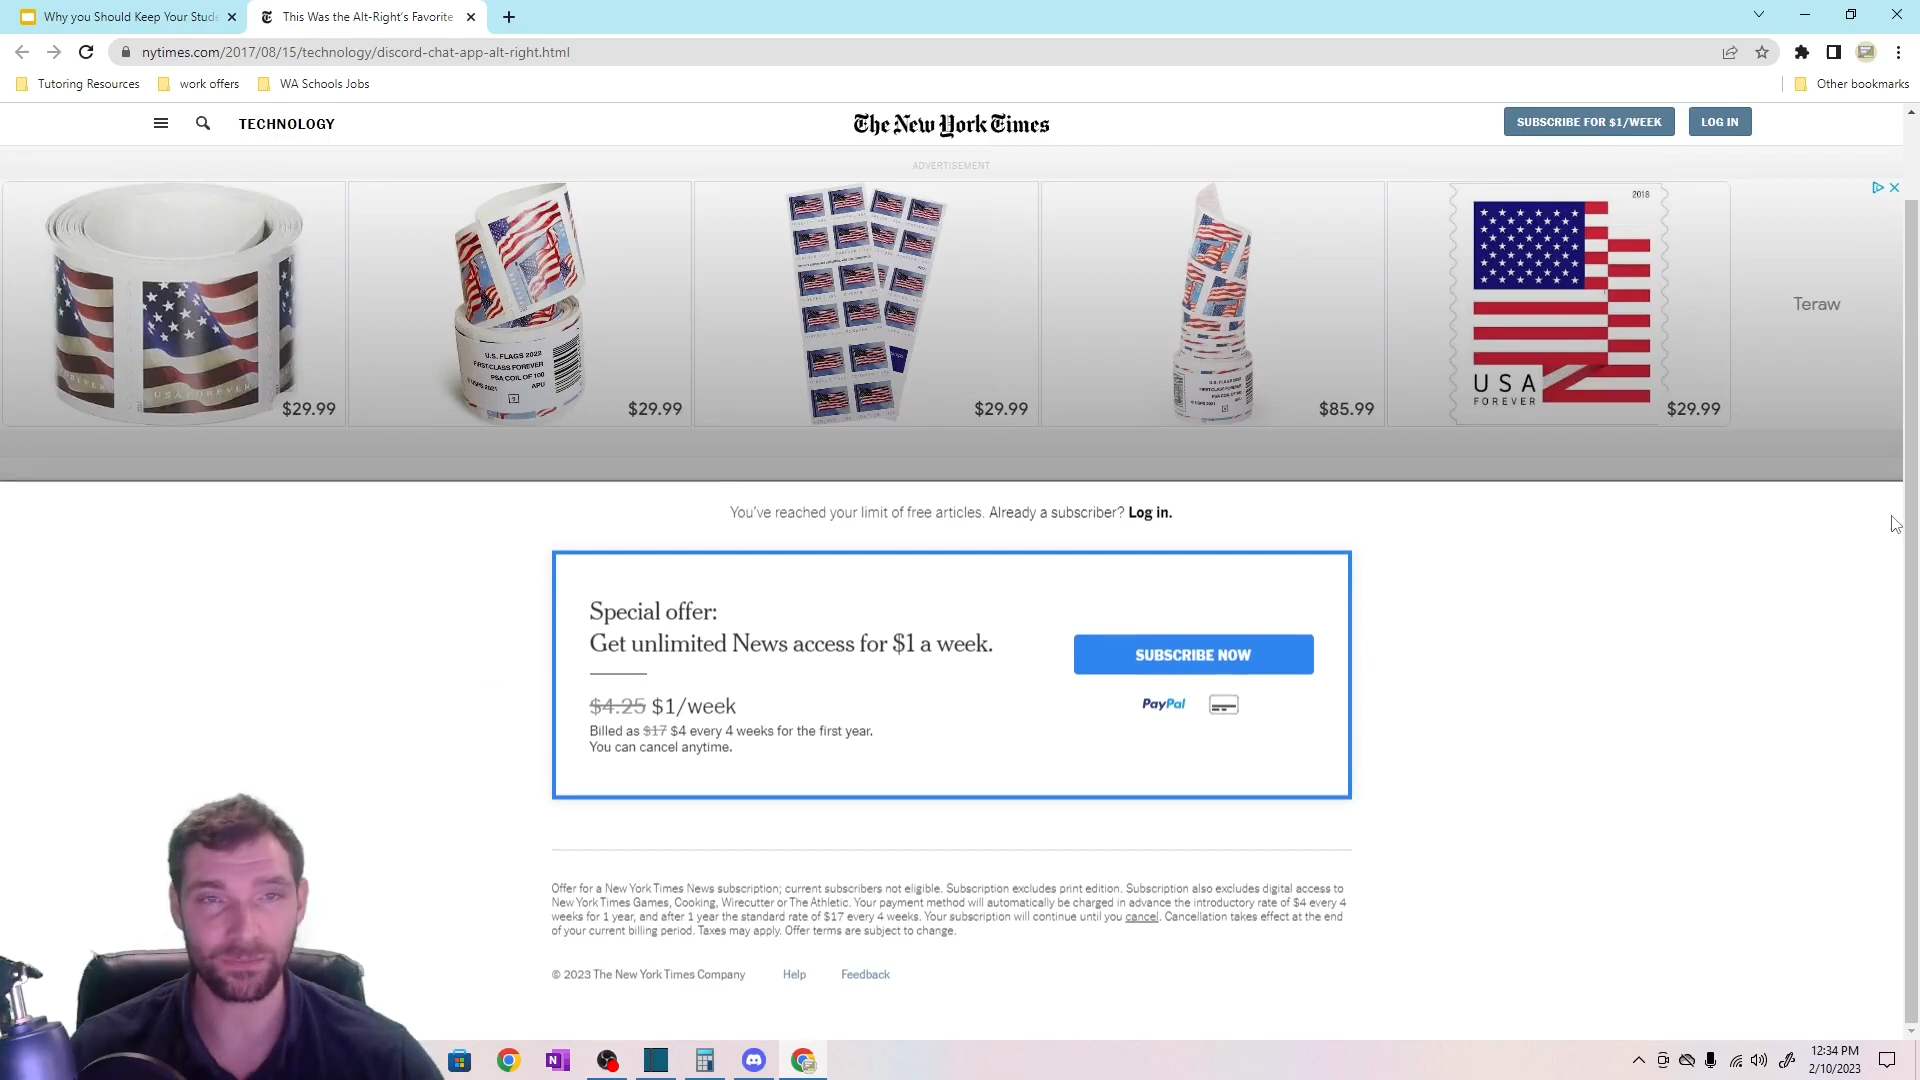 Why you Should Keep Your Stude
This Was the Alt-Right's Favorite
nytimes.com/2017/08/15/technology/discord-chat-app-alt-right.html
Tutoring Resources
work offers
WA Schools Jobs
Other bookmarks
TECHNOLOGY
The New York Times
SUBSCRIBE FOR $1/WEEK
LOG IN
ADVERTISEMENT
2018
U.S. FLAGS 2022
FIRST-CLASS FOREVER
PSA COIL OF 100
APU
USA FOREVER
USA
FOREVER
Teraw
$29.99
$29.99
$29.99
$85.99
$29.99
You've reached your limit of free articles. Already a subscriber? Log in.
Special offer:
Get unlimited News access for $1 a week.
SUBSCRIBE NOW
$4.25 $1/week
PayPal
Billed as $17 $4 every 4 weeks for the first year.
You can cancel anytime.
Offer for a New York Times News subscription; current subscribers not eligible. Subscription excludes print edition. Subscription also excludes digital access to
New York Times Games, Cooking, Wirecutter or The Athletic. Your payment method will automatically be charged in advance the introductory rate of $4 every 4
weeks for 1 year, and after 1 year the standard rate of $17 every 4 weeks. Your subscription will continue until you cancel. Cancellation takes effect at the end
of your current billing period. Taxes may apply. Offer terms are subject to change.
© 2023 The New York Times Company
Help
Feedback
12:34 PM
2/10/2023